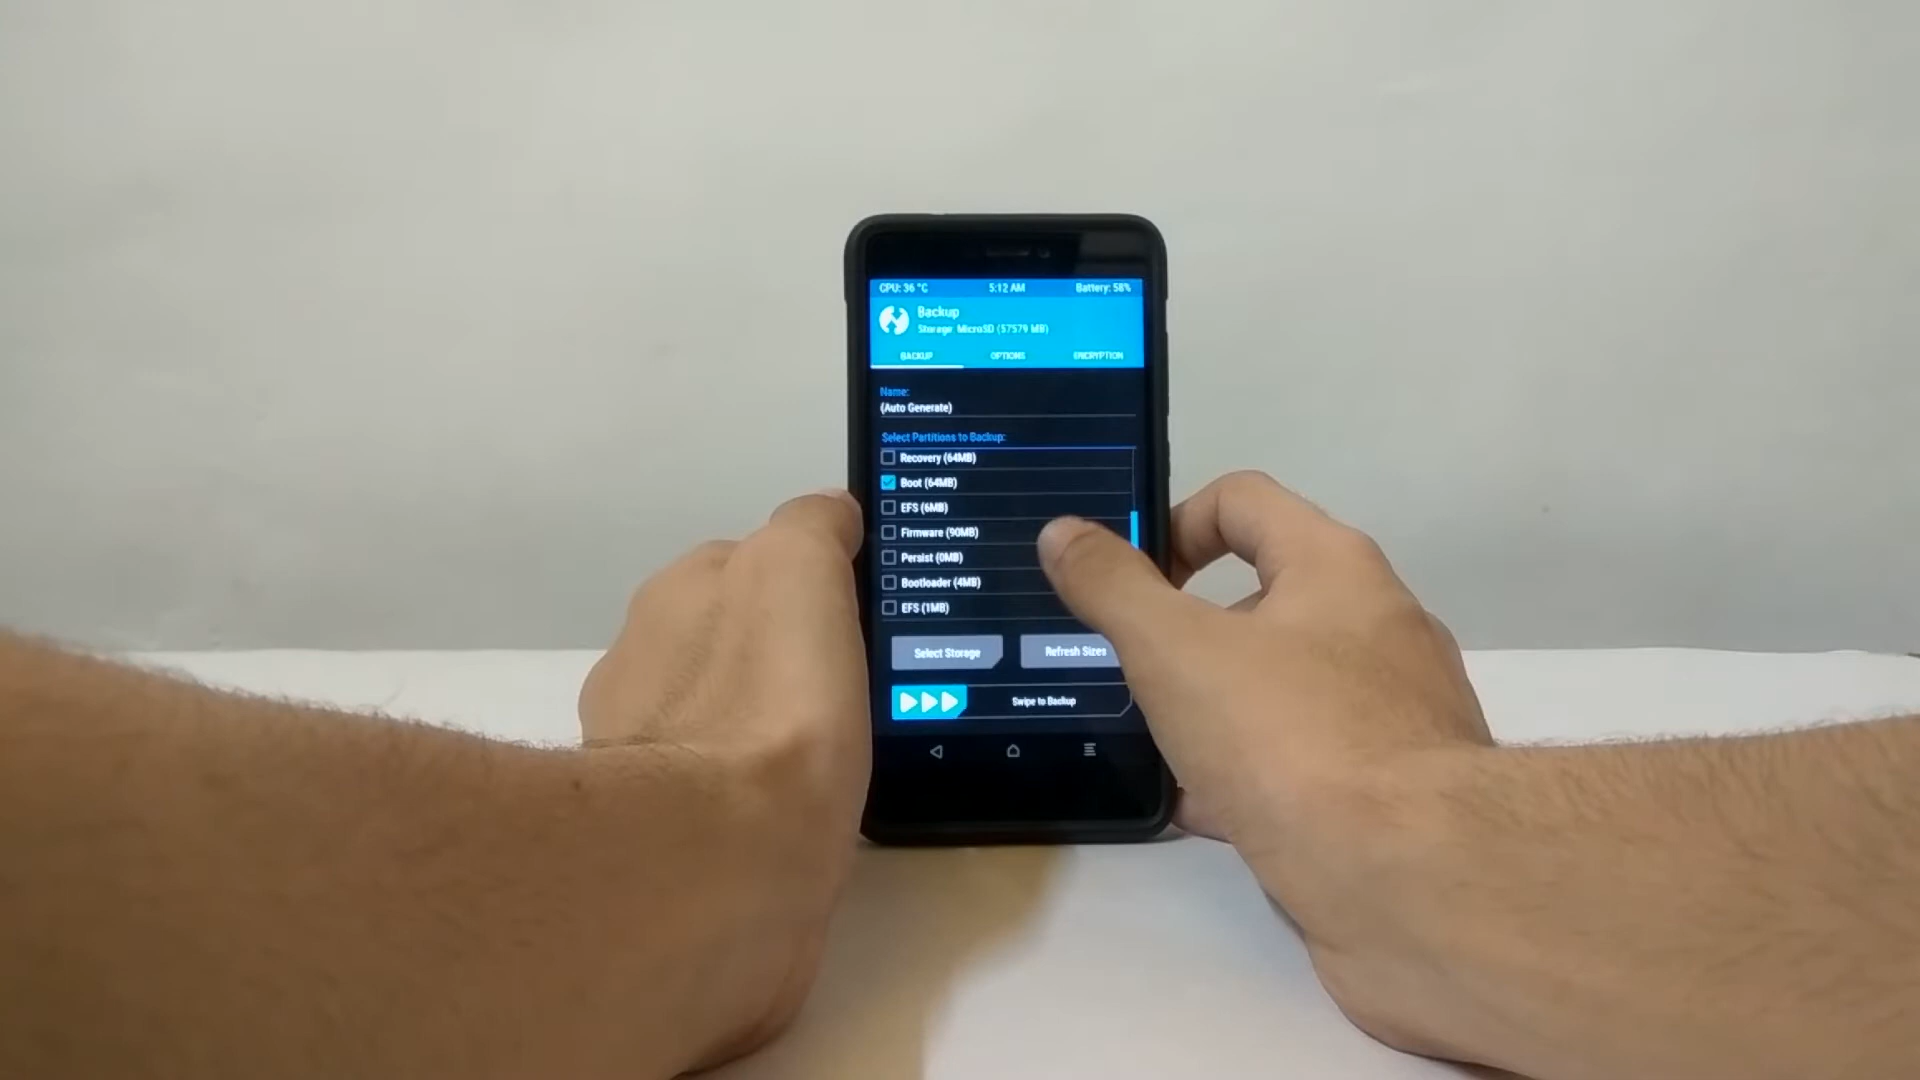 CPU: 36 °C 5:12 AM Battery: 58%
Backup
Storage: MicroSD (57579 MB)
BACKUP OPTIONS ENCRYPTION
Name:
(Auto Generate)
Select Partitions to Backup:
Recovery (64MB)
Boot (64MB)
EFS (6MB)
Firmware (90MB)
Persist (0MB)
Bootloader (4MB)
EFS (1MB)
Select Storage Refresh Sizes
Swipe to Backup